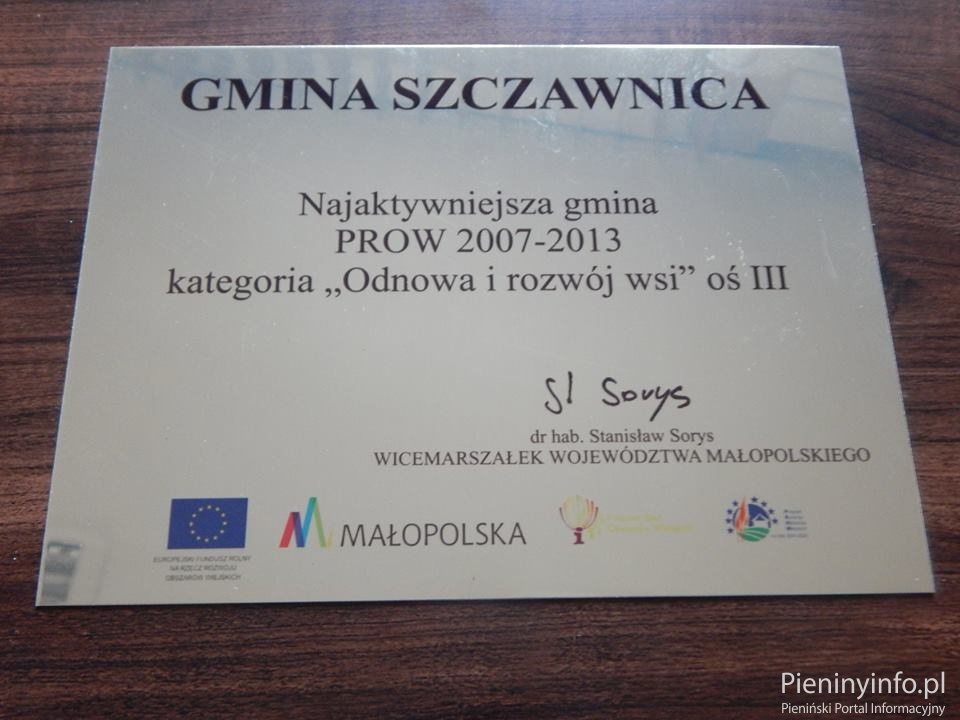 GMINA SZCZAWNICA
Najaktywniejsza gmina
PROW 2007-2013
kategoria „Odnowa i rozwój wsi” oś III
Sl Sorys
dr hab. Stanisław Sorys
WICEMARSZAŁEK WOJEWÓDZTWA MAŁOPOLSKIEGO
EUROPEJSKI FUNDUSZ ROLNY
NA RZECZ ROZWOJU
OBSZARÓW WIEJSKICH
MAŁOPOLSKA
Pieninyinfo.pl
Pieniński Portal Informacyjny